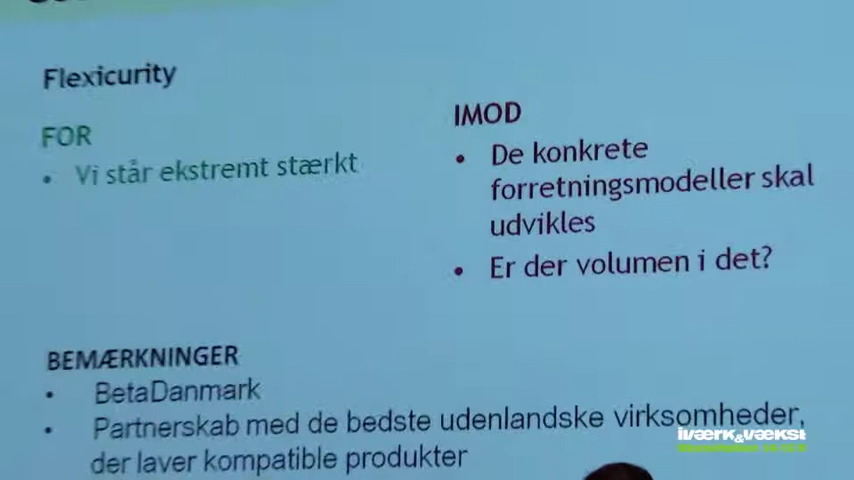 Flexicurity
FOR
• Vi står ekstremt stærkt
IMOD
• De konkrete
forretningsmodeller skal
udvikles
• Er der volumen i det?
BEMÆRKNINGER
• BetaDanmark
• Partnerskab med de bedste udenlandske virksomheder,
der laver kompatible produkter
iværk&vækst